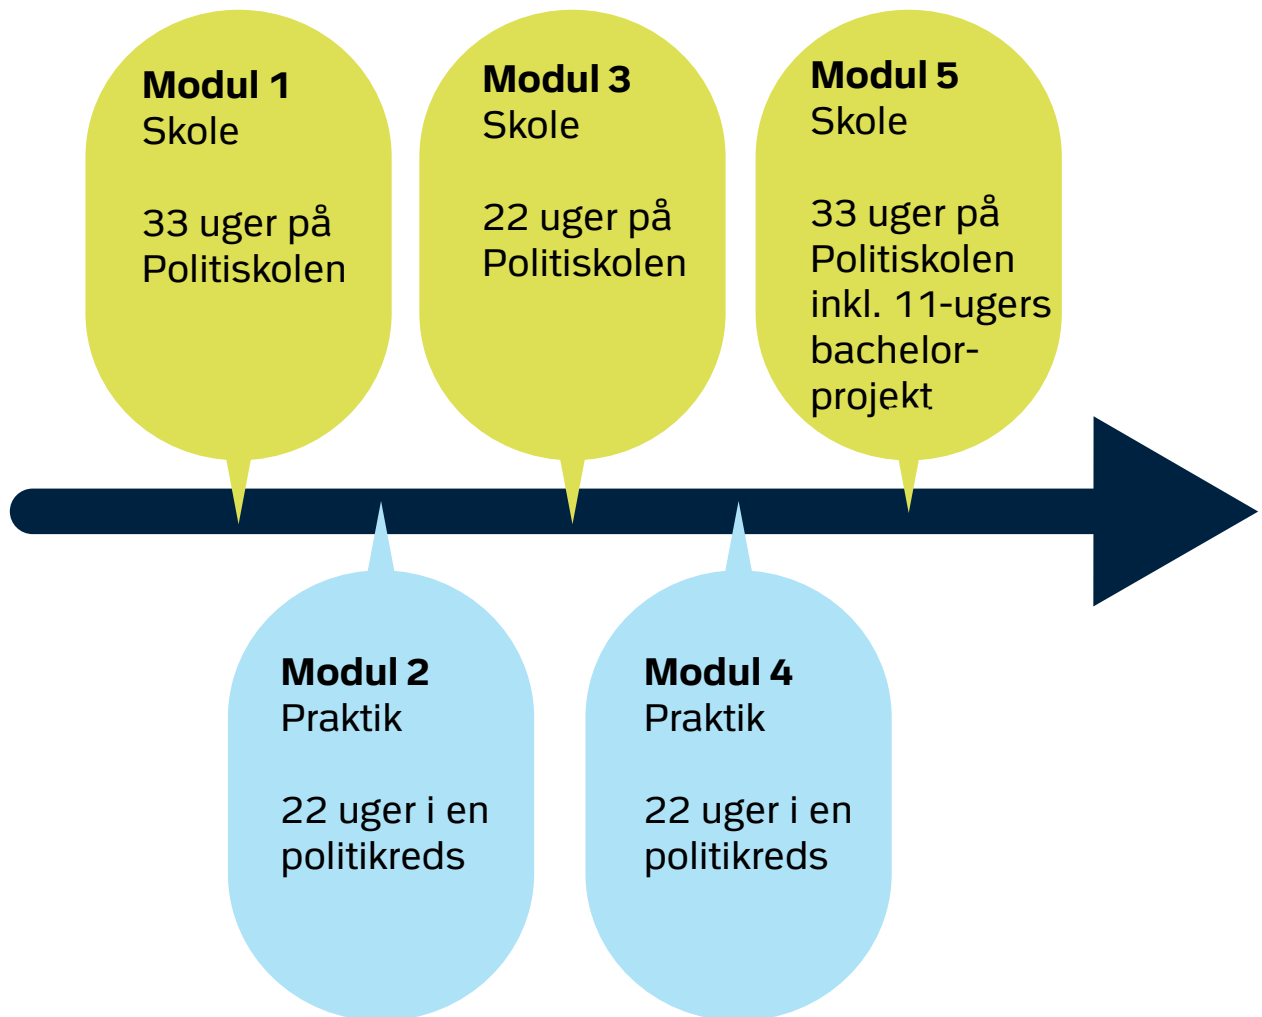 Modul 1
Skole
33 uger på
Politiskolen
Modul 2
Praktik
22 uger i en
politikreds
Modul 3
Skole
22 uger på
Politiskolen
Modul 4
Praktik
22 uger i en
politikreds
Modul 5
Skole
33 uger på
Politiskolen
inkl. 11-ugers
bachelor-
projekt